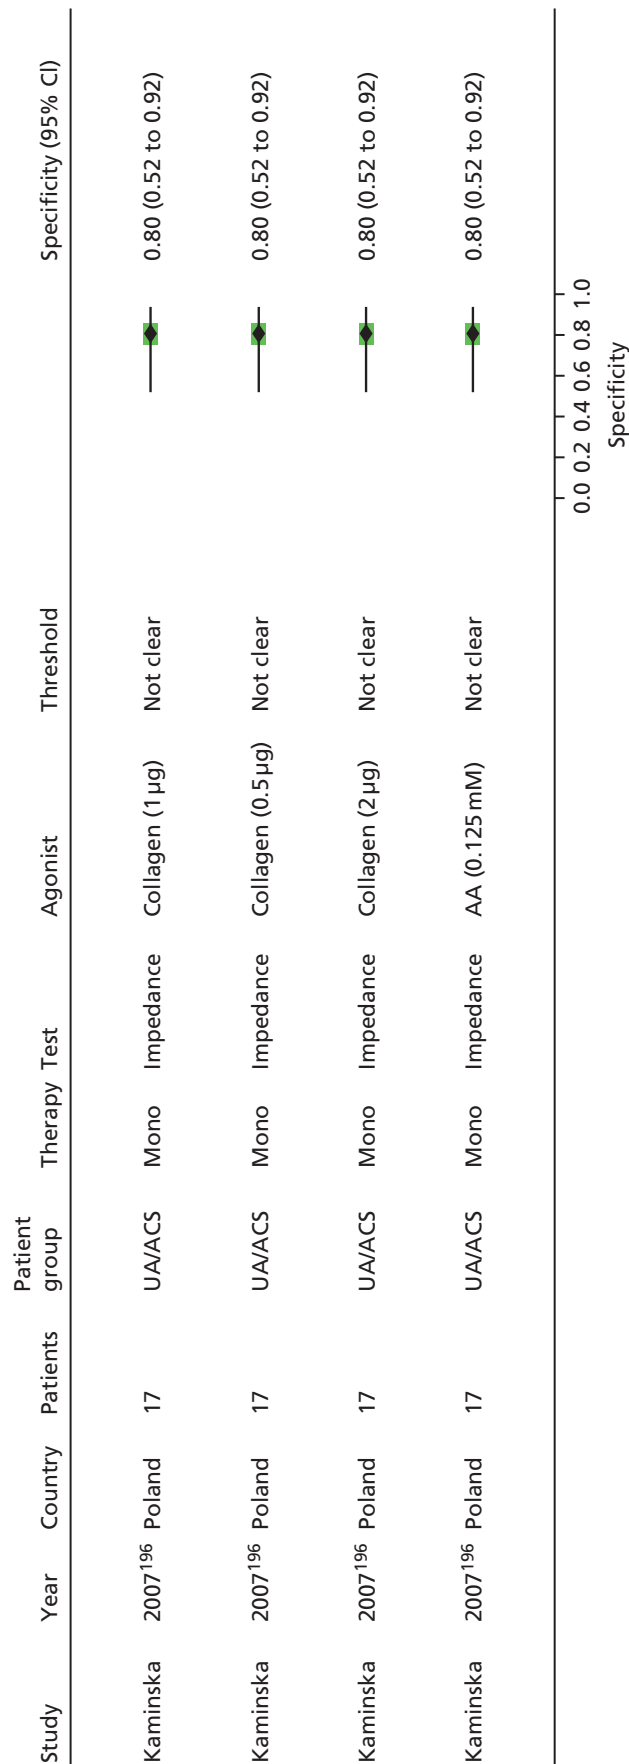 Study Year Country Patients Patient group Therapy Test Agonist Threshold Specificity (95% CI)
Kaminska 2007196 Poland 17 UA/ACS Mono Impedance Collagen (1 µg) Not clear 0.80 (0.52 to 0.92)
Kaminska 2007196 Poland 17 UA/ACS Mono Impedance Collagen (0.5 µg) Not clear 0.80 (0.52 to 0.92)
Kaminska 2007196 Poland 17 UA/ACS Mono Impedance Collagen (2 µg) Not clear 0.80 (0.52 to 0.92)
Kaminska 2007196 Poland 17 UA/ACS Mono Impedance AA (0.125 mM) Not clear 0.80 (0.52 to 0.92)
0.0 0.2 0.4 0.6 0.8 1.0
Specificity